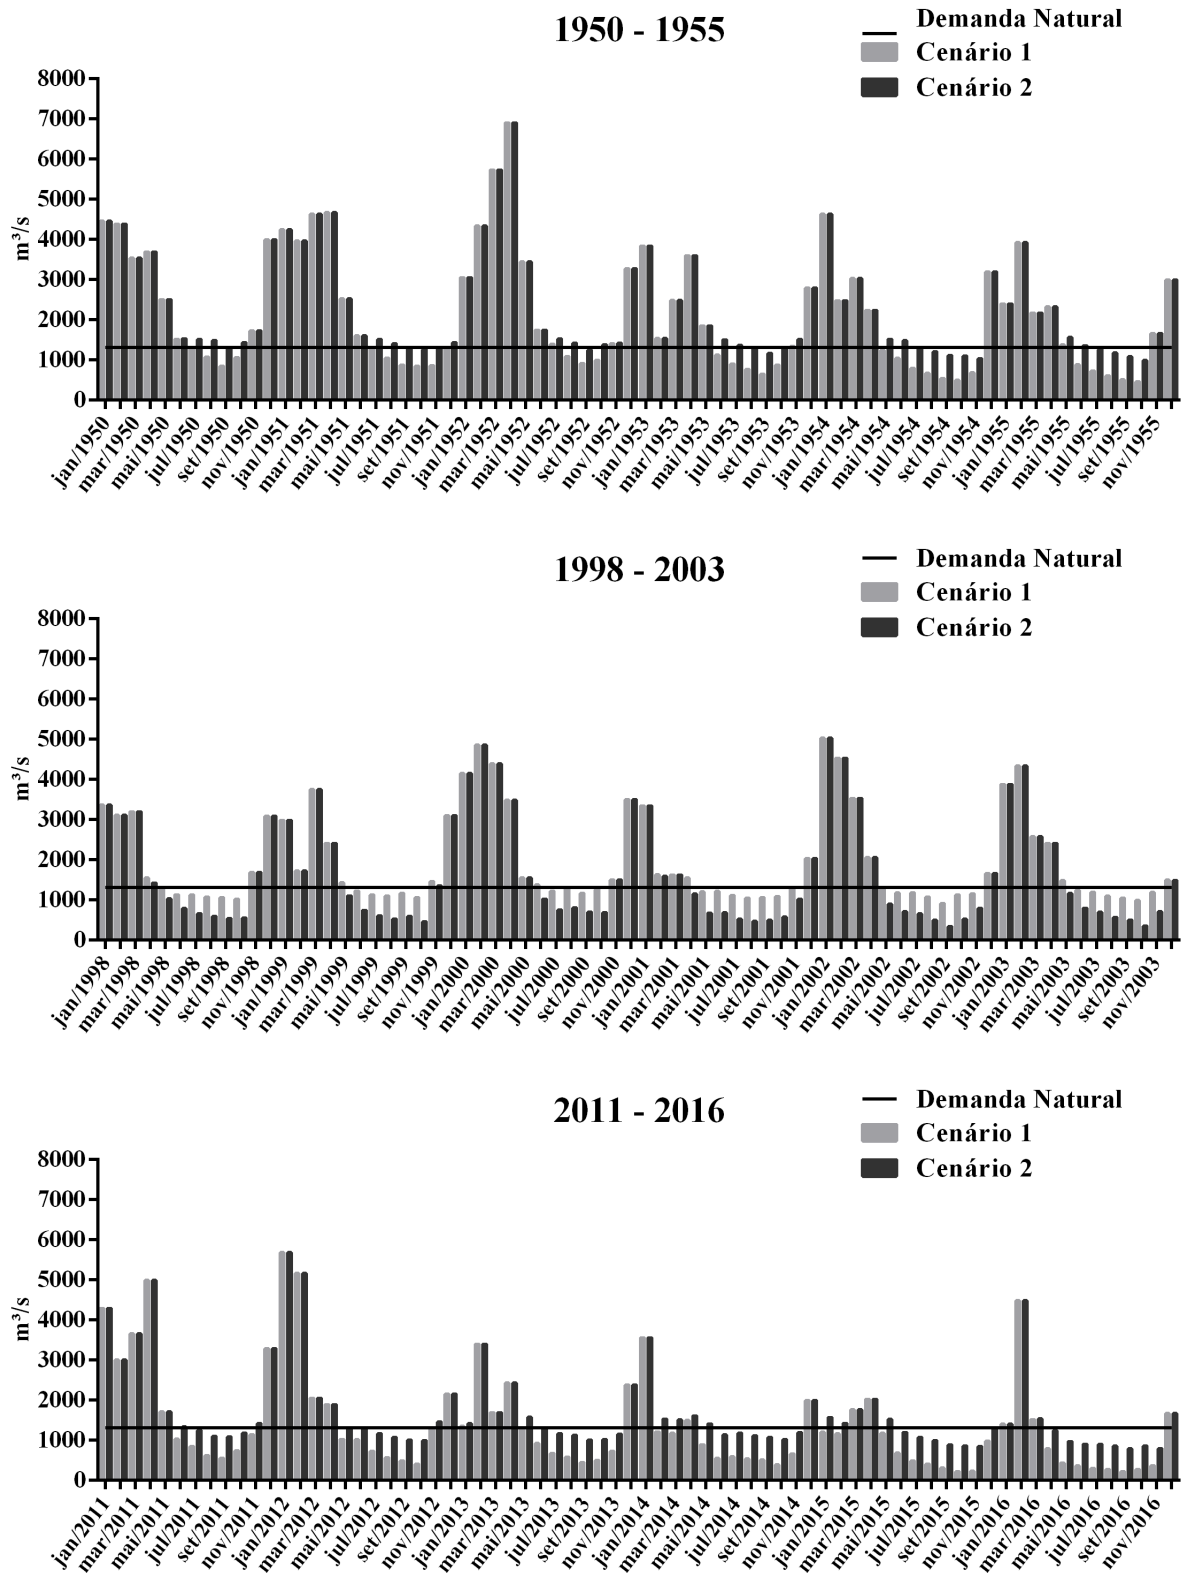 1950 - 1955
Demanda Natural
Cenário 1
Cenário 2
m³/s
8000
7000
6000
5000
4000
3000
2000
1000
0
jan/1950
mar/1950
mai/1950
jul/1950
set/1950
nov/1950
jan/1951
mar/1951
mai/1951
jul/1951
set/1951
nov/1951
jan/1952
mar/1952
mai/1952
jul/1952
set/1952
nov/1952
jan/1953
mar/1953
mai/1953
jul/1953
set/1953
nov/1953
jan/1954
mar/1954
mai/1954
jul/1954
set/1954
nov/1954
jan/1955
mar/1955
mai/1955
jul/1955
set/1955
nov/1955
1998 - 2003
Demanda Natural
Cenário 1
Cenário 2
m³/s
8000
7000
6000
5000
4000
3000
2000
1000
0
jan/1998
mar/1998
mai/1998
jul/1998
set/1998
nov/1998
jan/1999
mar/1999
mai/1999
jul/1999
set/1999
nov/1999
jan/2000
mar/2000
mai/2000
jul/2000
set/2000
nov/2000
jan/2001
mar/2001
mai/2001
jul/2001
set/2001
nov/2001
jan/2002
mar/2002
mai/2002
jul/2002
set/2002
nov/2002
jan/2003
mar/2003
mai/2003
jul/2003
set/2003
nov/2003
2011 - 2016
Demanda Natural
Cenário 1
Cenário 2
m³/s
8000
7000
6000
5000
4000
3000
2000
1000
0
jan/2011
mar/2011
mai/2011
jul/2011
set/2011
nov/2011
jan/2012
mar/2012
mai/2012
jul/2012
set/2012
nov/2012
jan/2013
mar/2013
mai/2013
jul/2013
set/2013
nov/2013
jan/2014
mar/2014
mai/2014
jul/2014
set/2014
nov/2014
jan/2015
mar/2015
mai/2015
jul/2015
set/2015
nov/2015
jan/2016
mar/2016
mai/2016
jul/2016
set/2016
nov/2016